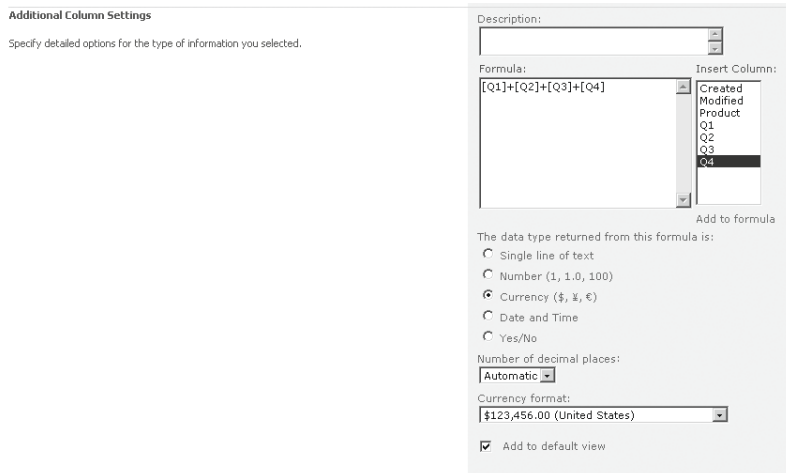 Additional Column Settings
Specify detailed options for the type of information you selected.
Description:
Formula:
Insert Column:
[Q1]+[Q2]+[Q3]+[Q4]
Created
Modified
Product
Q1
Q2
Q3
Q4
Add to formula
The data type returned from this formula is:
Single line of text
Number (1, 1.0, 100)
Currency ($, ¥, €)
Date and Time
Yes/No
Number of decimal places:
Automatic
Currency format:
$123,456.00 (United States)
Add to default view